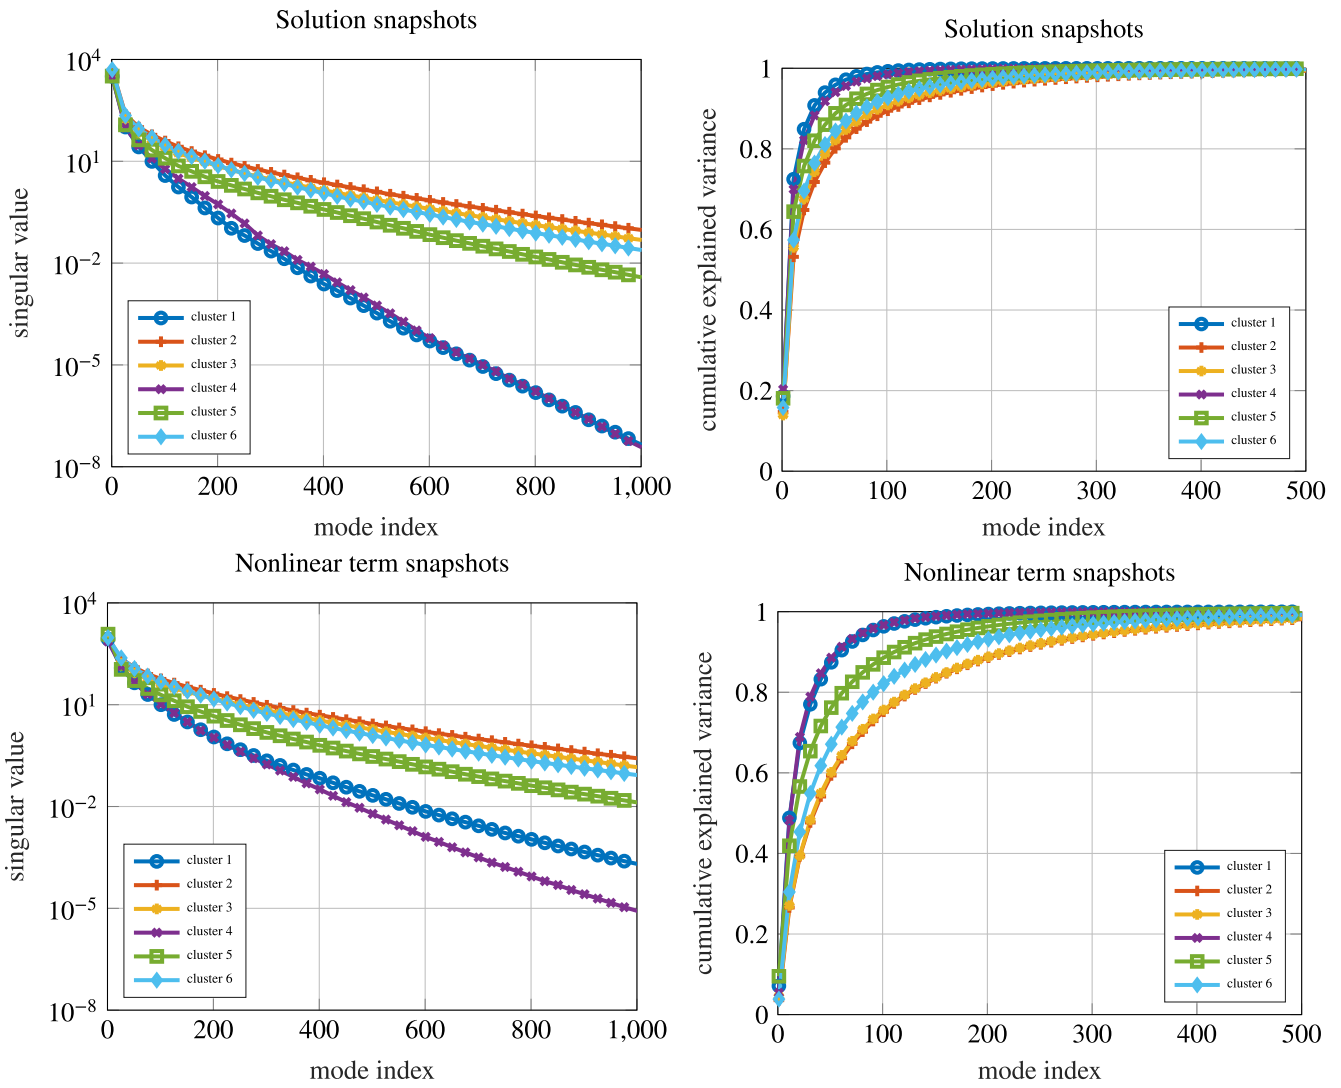 Solution snapshots
10^4
10^1
10^−2
10^−5
10^−8
singular value
cluster 1
cluster 2
cluster 3
cluster 4
cluster 5
cluster 6
0 200 400 600 800 1,000
mode index
Solution snapshots
1
0.8
0.6
0.4
0.2
0
cumulative explained variance
cluster 1
cluster 2
cluster 3
cluster 4
cluster 5
cluster 6
0 100 200 300 400 500
mode index
Nonlinear term snapshots
10^4
10^1
10^−2
10^−5
10^−8
singular value
cluster 1
cluster 2
cluster 3
cluster 4
cluster 5
cluster 6
0 200 400 600 800 1,000
mode index
Nonlinear term snapshots
1
0.8
0.6
0.4
0.2
0
cumulative explained variance
cluster 1
cluster 2
cluster 3
cluster 4
cluster 5
cluster 6
0 100 200 300 400 500
mode index